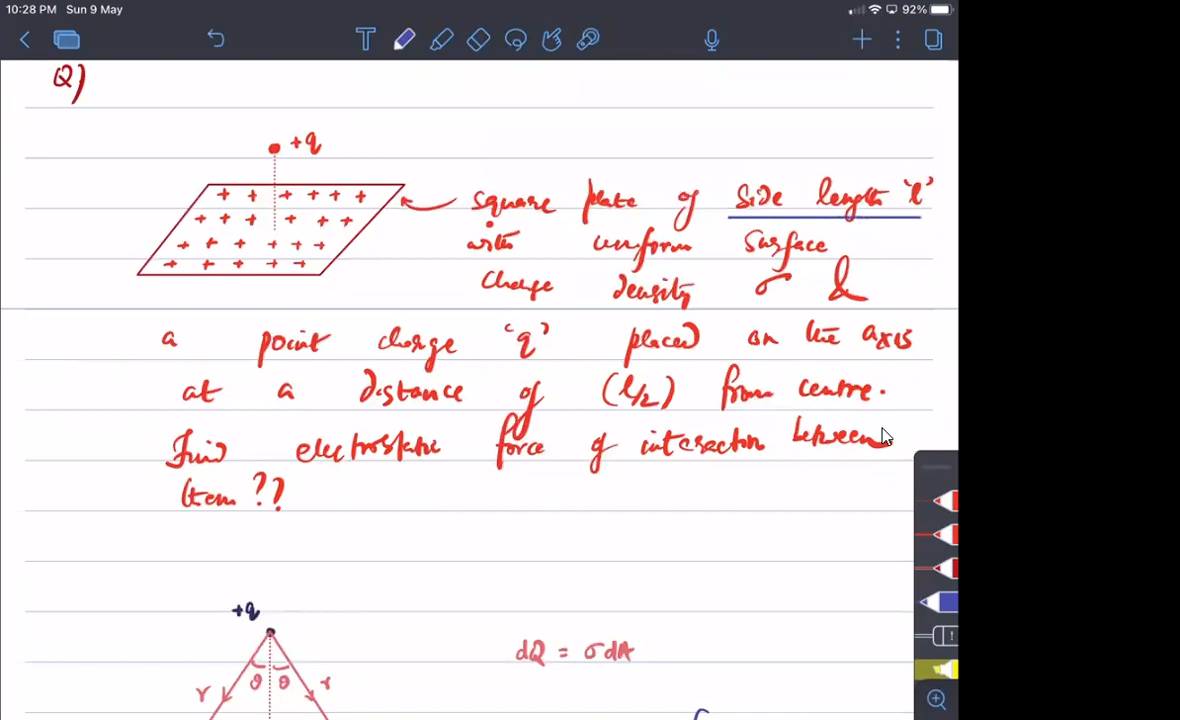 10:28 PM Sun 9 May
92%
T
Q)
+q
+ + + + + +
+ + + + + +
+ + + + + +
+ + + + +
square plate of side length 'l'
with uniform surface
charge density σ &
a point charge 'q' placed on the axis
at a distance of (l/2) from centre.
Find electrostatic force of interaction between
them ??
+q
dQ = σdA
θ θ
r r